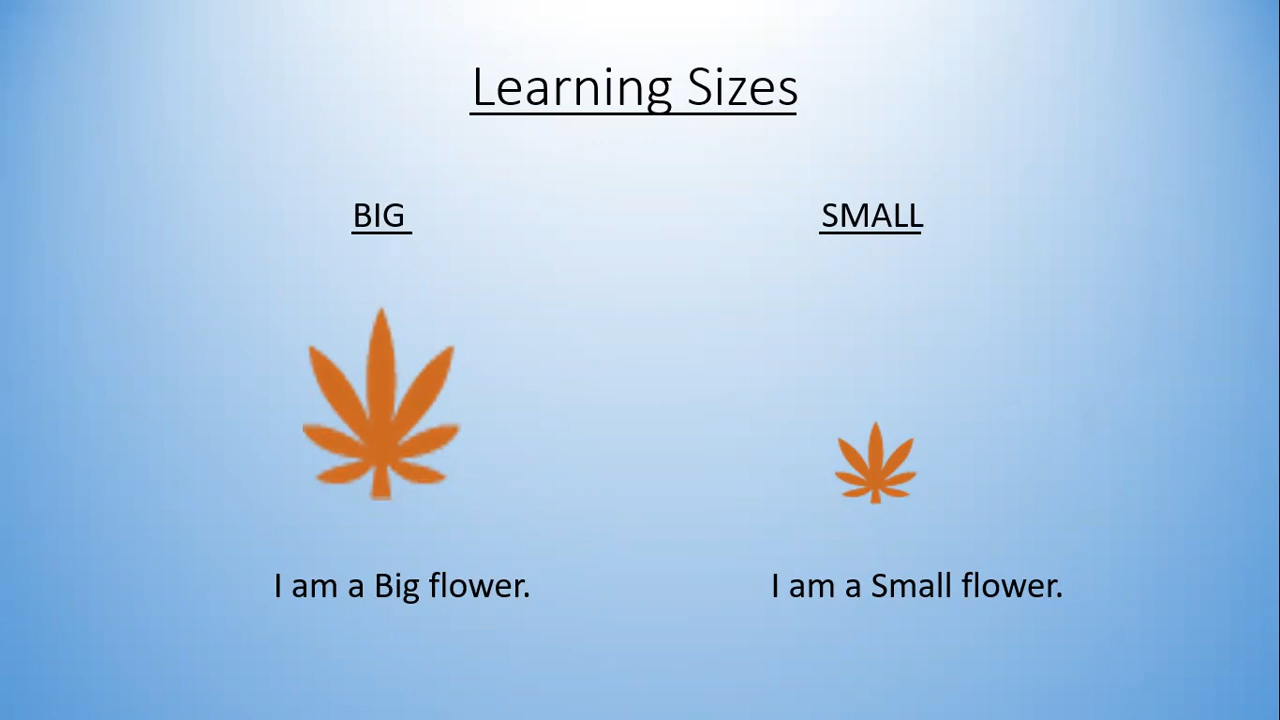 Learning Sizes
BIG
SMALL
I am a Big flower.
I am a Small flower.